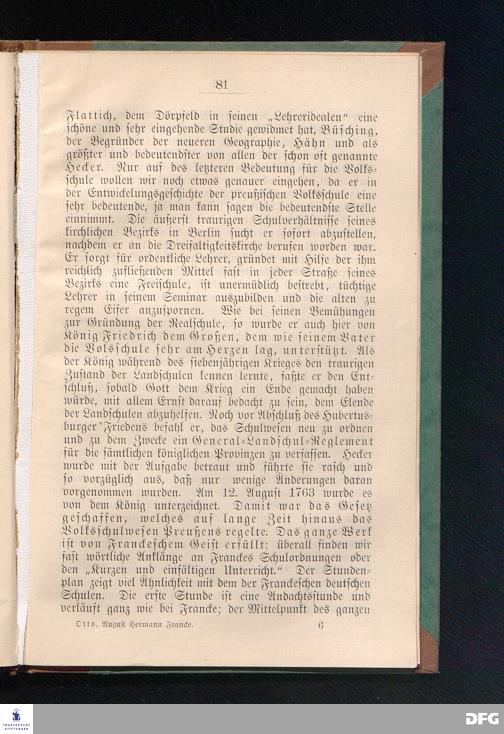 81
Flattich, dem Dörpfeld in seinen „Lehreridealen“ eine
schöne und sehr eingehende Studie gewidmet hat, Büsching,
der Begründer der neueren Geographie, Hähn und als
größter und bedeutendster von allen der schon oft genannte
Hecker. Nur auf des letzteren Bedeutung für die Volks-
schule wollen wir noch etwas genauer eingehen, da er in
der Entwickelungsgeschichte der preußischen Volksschule eine
sehr bedeutende, ja man kann sagen die bedeutendste Stelle
einnimmt. Die äußerst traurigen Schulverhältnisse seines
kirchlichen Bezirks in Berlin sucht er sofort abzustellen,
nachdem er an die Dreifaltigkeitskirche berufen worden war.
Er sorgt für ordentliche Lehrer, gründet mit Hilfe der ihm
reichlich zufließenden Mittel fast in jeder Straße seines
Bezirks eine Freischule, ist unermüdlich bestrebt, tüchtige
Lehrer in seinem Seminar auszubilden und die alten zu
regem Eifer anzuspornen. Wie bei seinen Bemühungen
zur Gründung der Realschule, so wurde er auch hier von
König Friedrich dem Großen, dem wie seinem Vater
die Volsschule sehr am Herzen lag, unterstützt. Als
der König während des siebenjährigen Krieges den traurigen
Zustand der Landschulen kennen lernte, faßte er den Ent-
schluß, sobald Gott dem Krieg ein Ende gemacht haben
würde, mit allem Ernst darauf bedacht zu sein, dem Elende
der Landschulen abzuhelfen. Noch vor Abschluß des Hubertus-
burger Friedens befahl er, das Schulwesen neu zu ordnen
und zu dem Zwecke ein General-Landschul-Reglement
für die sämtlichen königlichen Provinzen zu verfassen. Hecker
wurde mit der Aufgabe betraut und führte sie rasch und
so vorzüglich aus, daß nur wenige Änderungen daran
vorgenommen wurden. Am 12. August 1763 wurde es
von dem König unterzeichnet. Damit war das Gesetz
geschaffen, welches auf lange Zeit hinaus das
Volksschulwesen Preußens regelte. Das ganze Werk
ist von Franckeschem Geist erfüllt; überall finden wir
fast wörtliche Anklänge an Franckes Schulordnungen oder
den „Kurzen und einfältigen Unterricht.“ Der Stunden-
plan zeigt viel Ähnlichkeit mit dem der Franckeschen deutschen
Schulen. Die erste Stunde ist eine Andachtsstunde und
verläuft ganz wie bei Francke; der Mittelpunkt des ganzen
Otto, August Hermann Francke. 6
FRANCKESCHE
STIFTUNGEN
DFG